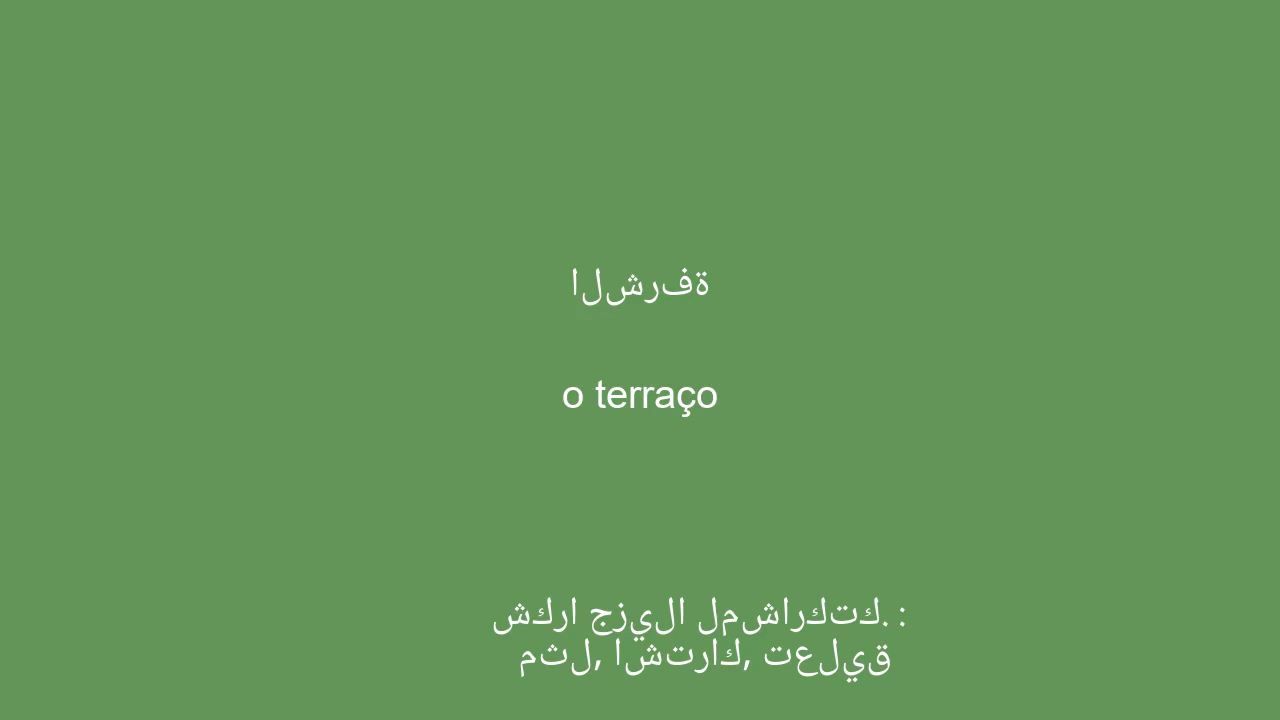 الشرفة
o terraço
شكرا جزيلا لمشاركتك. :
مثل, اشتراك, تعليق